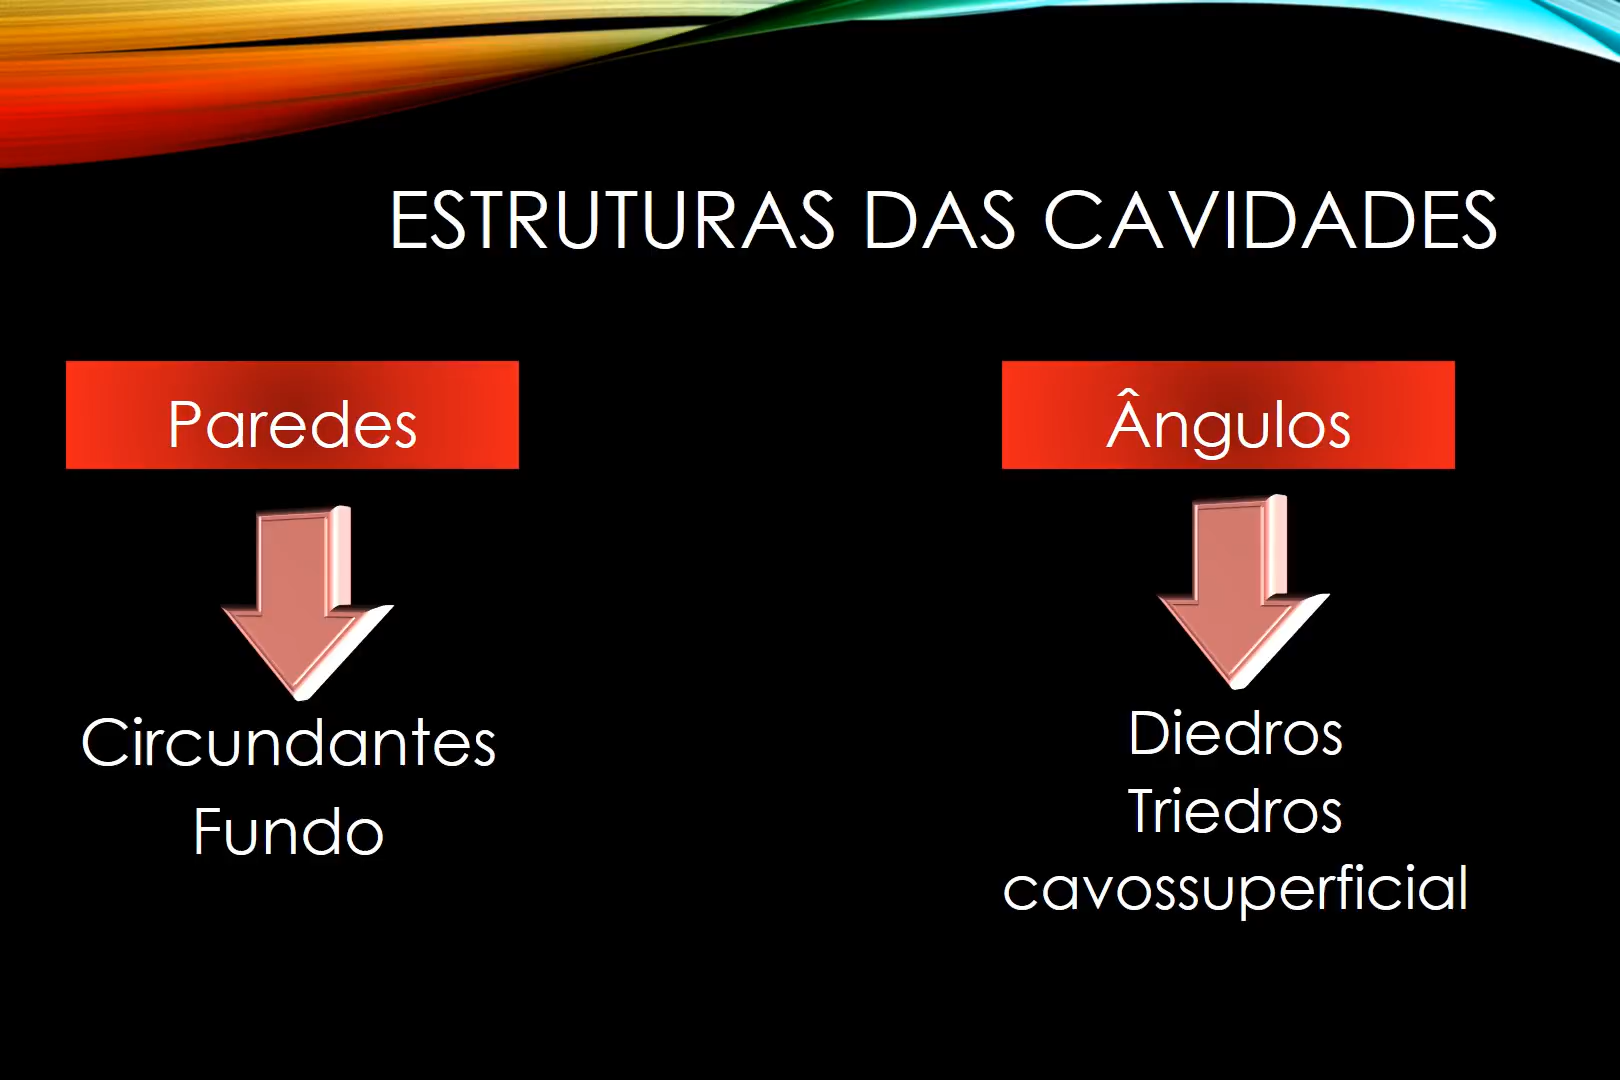 ESTRUTURAS DAS CAVIDADES
Paredes
Circundantes
Fundo
Ângulos
Diedros
Triedros
cavossuperficial